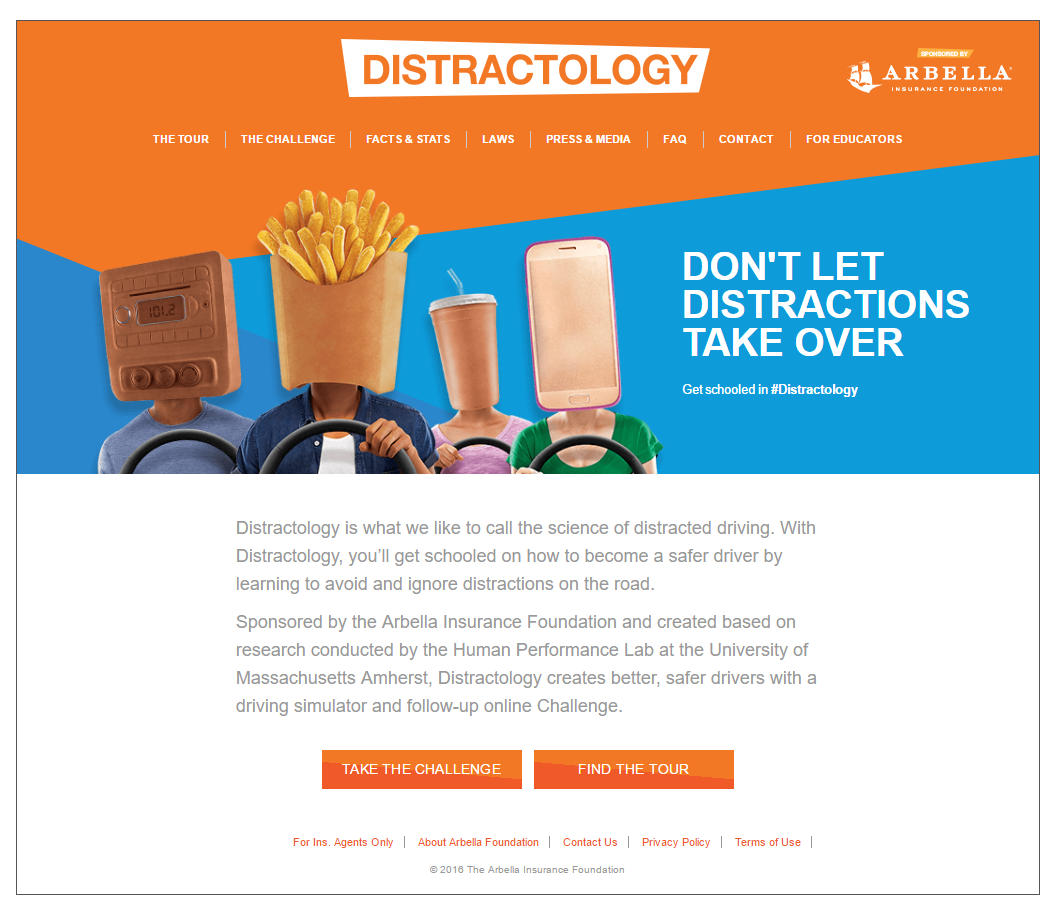 DISTRACTOLOGY
SPONSORED BY
ARBELLA
INSURANCE FOUNDATION
THE TOUR
THE CHALLENGE
FACTS & STATS
LAWS
PRESS & MEDIA
FAQ
CONTACT
FOR EDUCATORS
101.2
DON'T LET
DISTRACTIONS
TAKE OVER
Get schooled in #Distractology
Distractology is what we like to call the science of distracted driving. With
Distractology, you’ll get schooled on how to become a safer driver by
learning to avoid and ignore distractions on the road.
Sponsored by the Arbella Insurance Foundation and created based on
research conducted by the Human Performance Lab at the University of
Massachusetts Amherst, Distractology creates better, safer drivers with a
driving simulator and follow-up online Challenge.
TAKE THE CHALLENGE
FIND THE TOUR
For Ins. Agents Only
About Arbella Foundation
Contact Us
Privacy Policy
Terms of Use
© 2016 The Arbella Insurance Foundation